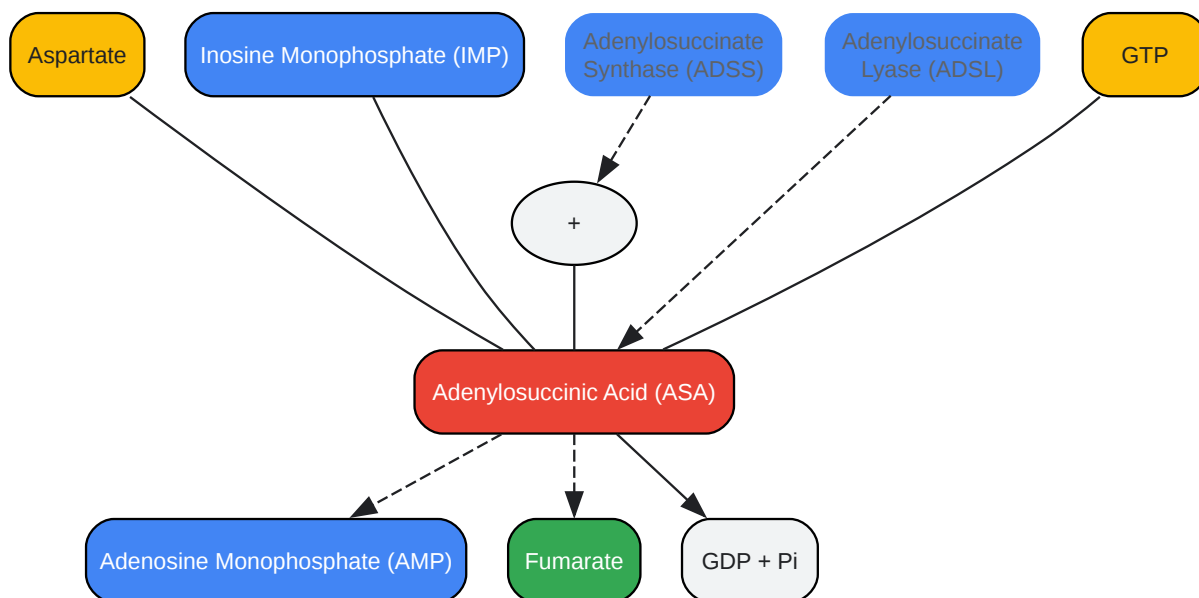 Aspartate
Inosine Monophosphate (IMP)
Adenylosuccinate
Synthase (ADSS)
Adenylosuccinate
Lyase (ADSL)
GTP
+
Adenylosuccinic Acid (ASA)
Adenosine Monophosphate (AMP)
Fumarate
GDP + Pi